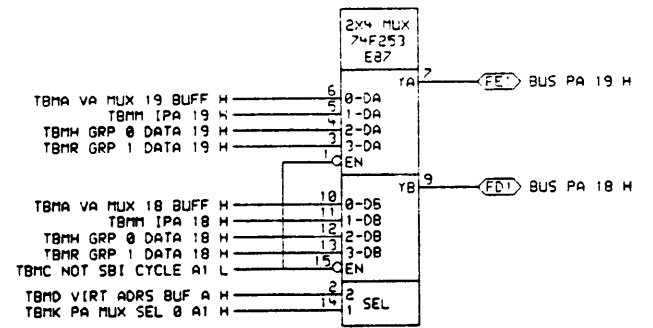 2X4 MUX
74F253
E87
YA 7 FE1 BUS PA 19 H
TBMA VA MUX 19 BUFF H 6 0-DA
TBMM IPA 19 H 5 1-DA
TBMH GRP 0 DATA 19 H 4 2-DA
TBMR GRP 1 DATA 19 H 3 3-DA
1 EN
YB 9 FD1 BUS PA 18 H
TBMA VA MUX 18 BUFF H 10 0-DB
TBMM IPA 18 H 11 1-DB
TBMH GRP 0 DATA 18 H 12 2-DB
TBMR GRP 1 DATA 18 H 13 3-DB
TBMC NOT SBI CYCLE A1 L 15 EN
TBMD VIRT ADRS BUF A H 2 2 SEL
TBMK PA MUX SEL 0 A1 H 14 1